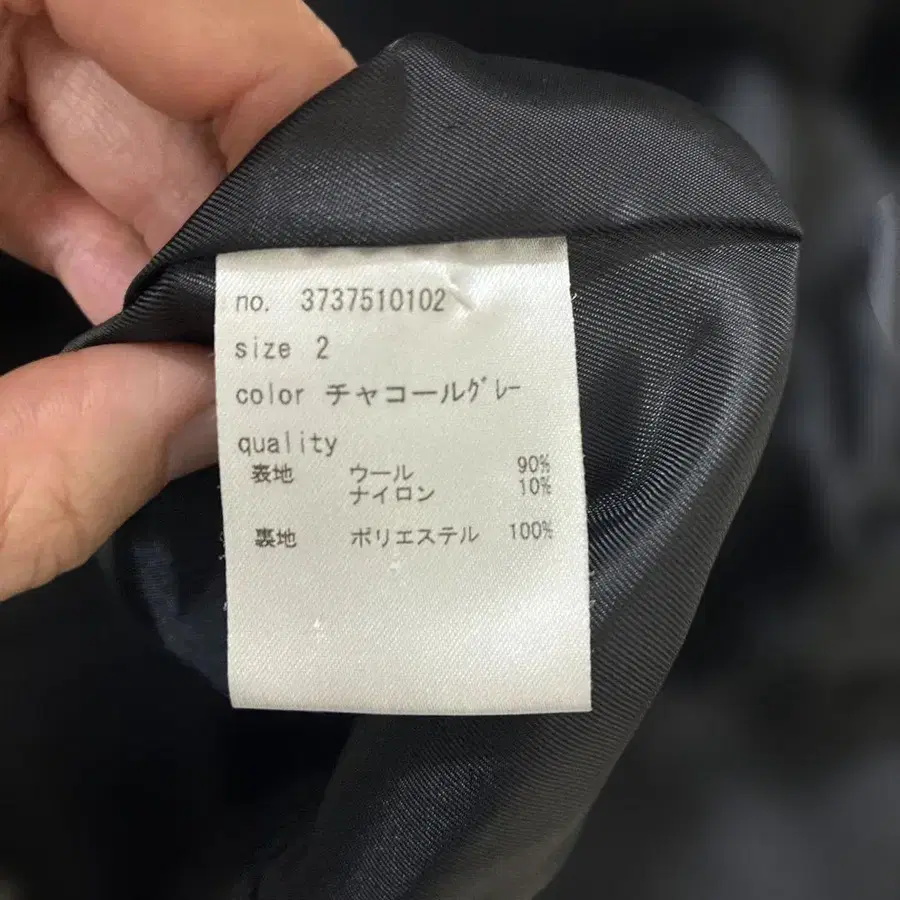 no. 3737510102
size 2
color チャコールグレー
quality
表地 ウール 90%
ナイロン 10%
裏地 ポリエステル 100%